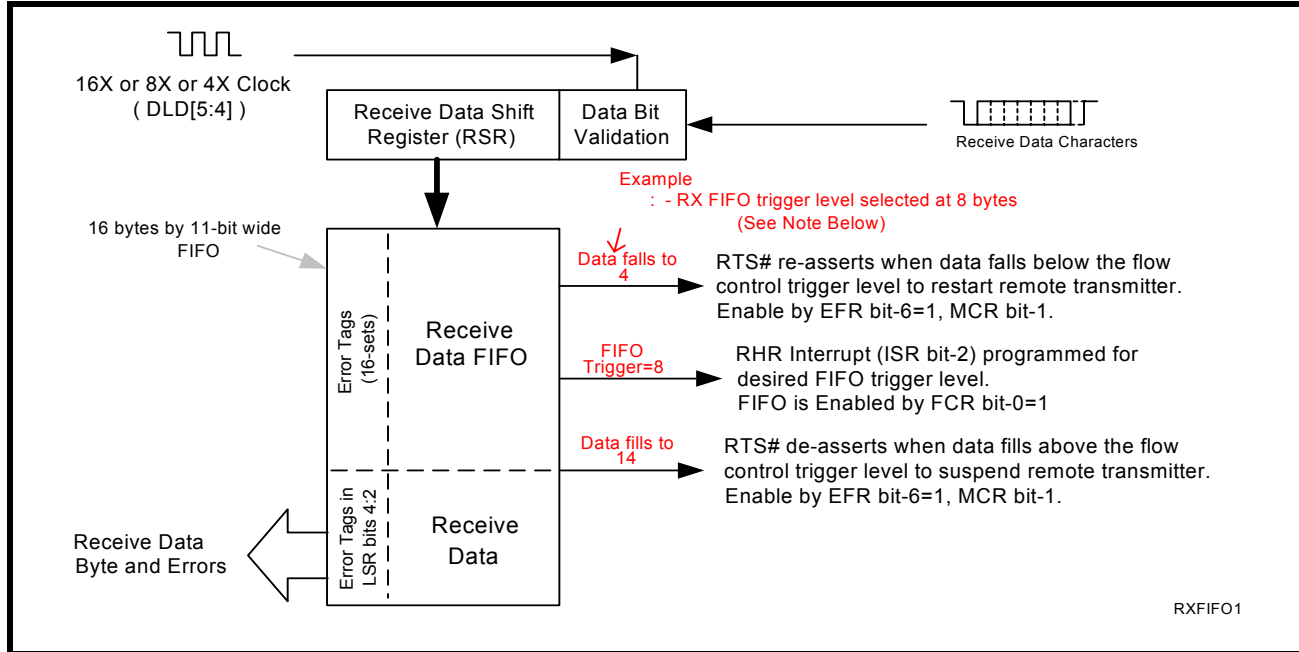 16X or 8X or 4X Clock
( DLD[5:4] )
Receive Data Shift
Register (RSR)
Data Bit
Validation
Receive Data Characters
Example
: - RX FIFO trigger level selected at 8 bytes
(See Note Below)
16 bytes by 11-bit wide
FIFO
Error Tags
(16-sets)
Receive
Data FIFO
Data falls to
4
RTS# re-asserts when data falls below the flow
control trigger level to restart remote transmitter.
Enable by EFR bit-6=1, MCR bit-1.
FIFO
Trigger=8
RHR Interrupt (ISR bit-2) programmed for
desired FIFO trigger level.
FIFO is Enabled by FCR bit-0=1
Data fills to
14
RTS# de-asserts when data fills above the flow
control trigger level to suspend remote transmitter.
Enable by EFR bit-6=1, MCR bit-1.
Error Tags in
LSR bits 4:2
Receive
Data
Receive Data
Byte and Errors
RXFIFO1